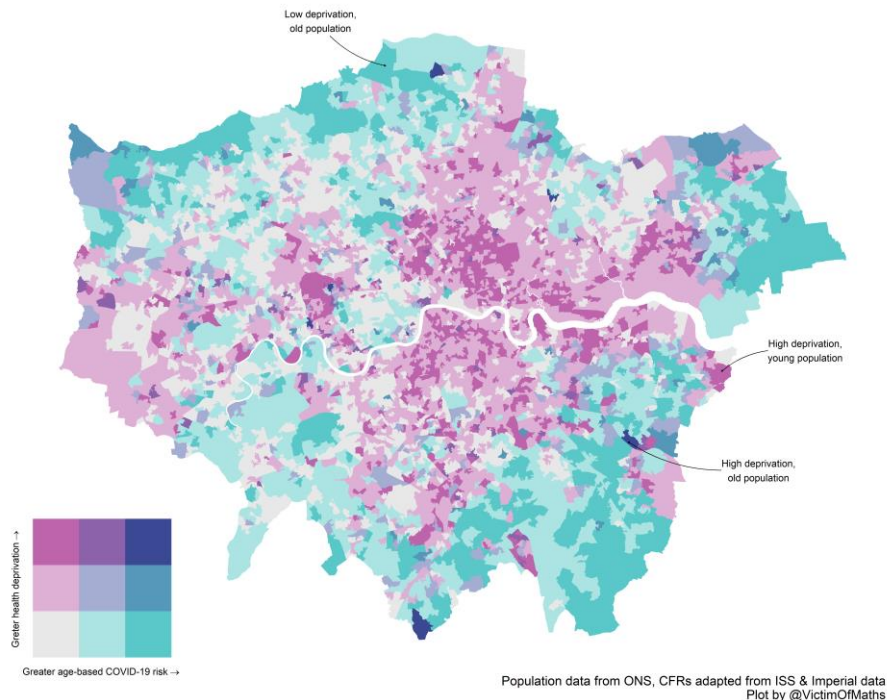 Low deprivation,
old population
High deprivation,
young population
High deprivation,
old population
Greter health deprivation →
Greater age-based COVID-19 risk →
Population data from ONS, CFRs adapted from ISS & Imperial data
Plot by @VictimOfMaths